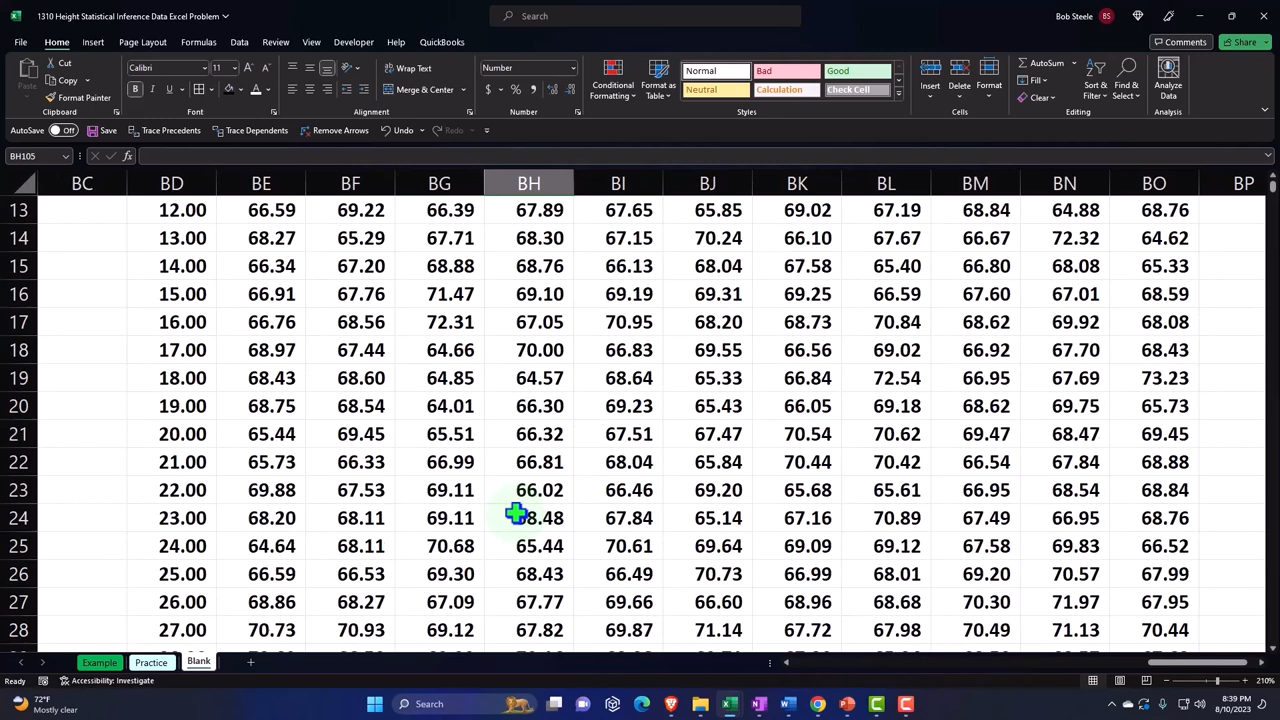 1310 Height Statistical Inference Data Excel Problem
Search
Bob Steele BS
File Home Insert Page Layout Formulas Data Review View Developer Help QuickBooks Comments Share
Paste Cut Copy Format Painter
Calibri 11
Wrap Text
Merge & Center
Number
Conditional Formatting Format as Table
Normal Bad Good
Neutral Calculation Check Cell
Insert Delete Format
AutoSum Fill Clear
Sort & Filter Find & Select
Analyze Data
Clipboard Font Alignment Number Styles Cells Editing Analysis
AutoSave Off Save Trace Precedents Trace Dependents Remove Arrows Undo Redo
BH105 fx
BC BD BE BF BG BH BI BJ BK BL BM BN BO BP
13 12.00 66.59 69.22 66.39 67.89 67.65 65.85 69.02 67.19 68.84 64.88 68.76
14 13.00 68.27 65.29 67.71 68.30 67.15 70.24 66.10 67.67 66.67 72.32 64.62
15 14.00 66.34 67.20 68.88 68.76 66.13 68.04 67.58 65.40 66.80 68.08 65.33
16 15.00 66.91 67.76 71.47 69.10 69.19 69.31 69.25 66.59 67.60 67.01 68.59
17 16.00 66.76 68.56 72.31 67.05 70.95 68.20 68.73 70.84 68.62 69.92 68.08
18 17.00 68.97 67.44 64.66 70.00 66.83 69.55 66.56 69.02 66.92 67.70 68.43
19 18.00 68.43 68.60 64.85 64.57 68.64 65.33 66.84 72.54 66.95 67.69 73.23
20 19.00 68.75 68.54 64.01 66.30 69.23 65.43 66.05 69.18 68.62 69.75 65.73
21 20.00 65.44 69.45 65.51 66.32 67.51 67.47 70.54 70.62 69.47 68.47 69.45
22 21.00 65.73 66.33 66.99 66.81 68.04 65.84 70.44 70.42 66.54 67.84 68.88
23 22.00 69.88 67.53 69.11 66.02 66.46 69.20 65.68 65.61 66.95 68.54 68.84
24 23.00 68.20 68.11 69.11 68.48 67.84 65.14 67.16 70.89 67.49 66.95 68.76
25 24.00 64.64 68.11 70.68 65.44 70.61 69.64 69.09 69.12 67.58 69.83 66.52
26 25.00 66.59 66.53 69.30 68.43 66.49 70.73 66.99 68.01 69.20 70.57 67.99
27 26.00 68.86 68.27 67.09 67.77 69.66 66.60 68.96 68.68 70.30 71.97 67.95
28 27.00 70.73 70.93 69.12 67.82 69.87 71.14 67.72 67.98 70.49 71.13 70.44
Example Practice Blank
Ready Accessibility: Investigate 210%
72°F
Mostly clear
Search
8:39 PM
8/10/2023